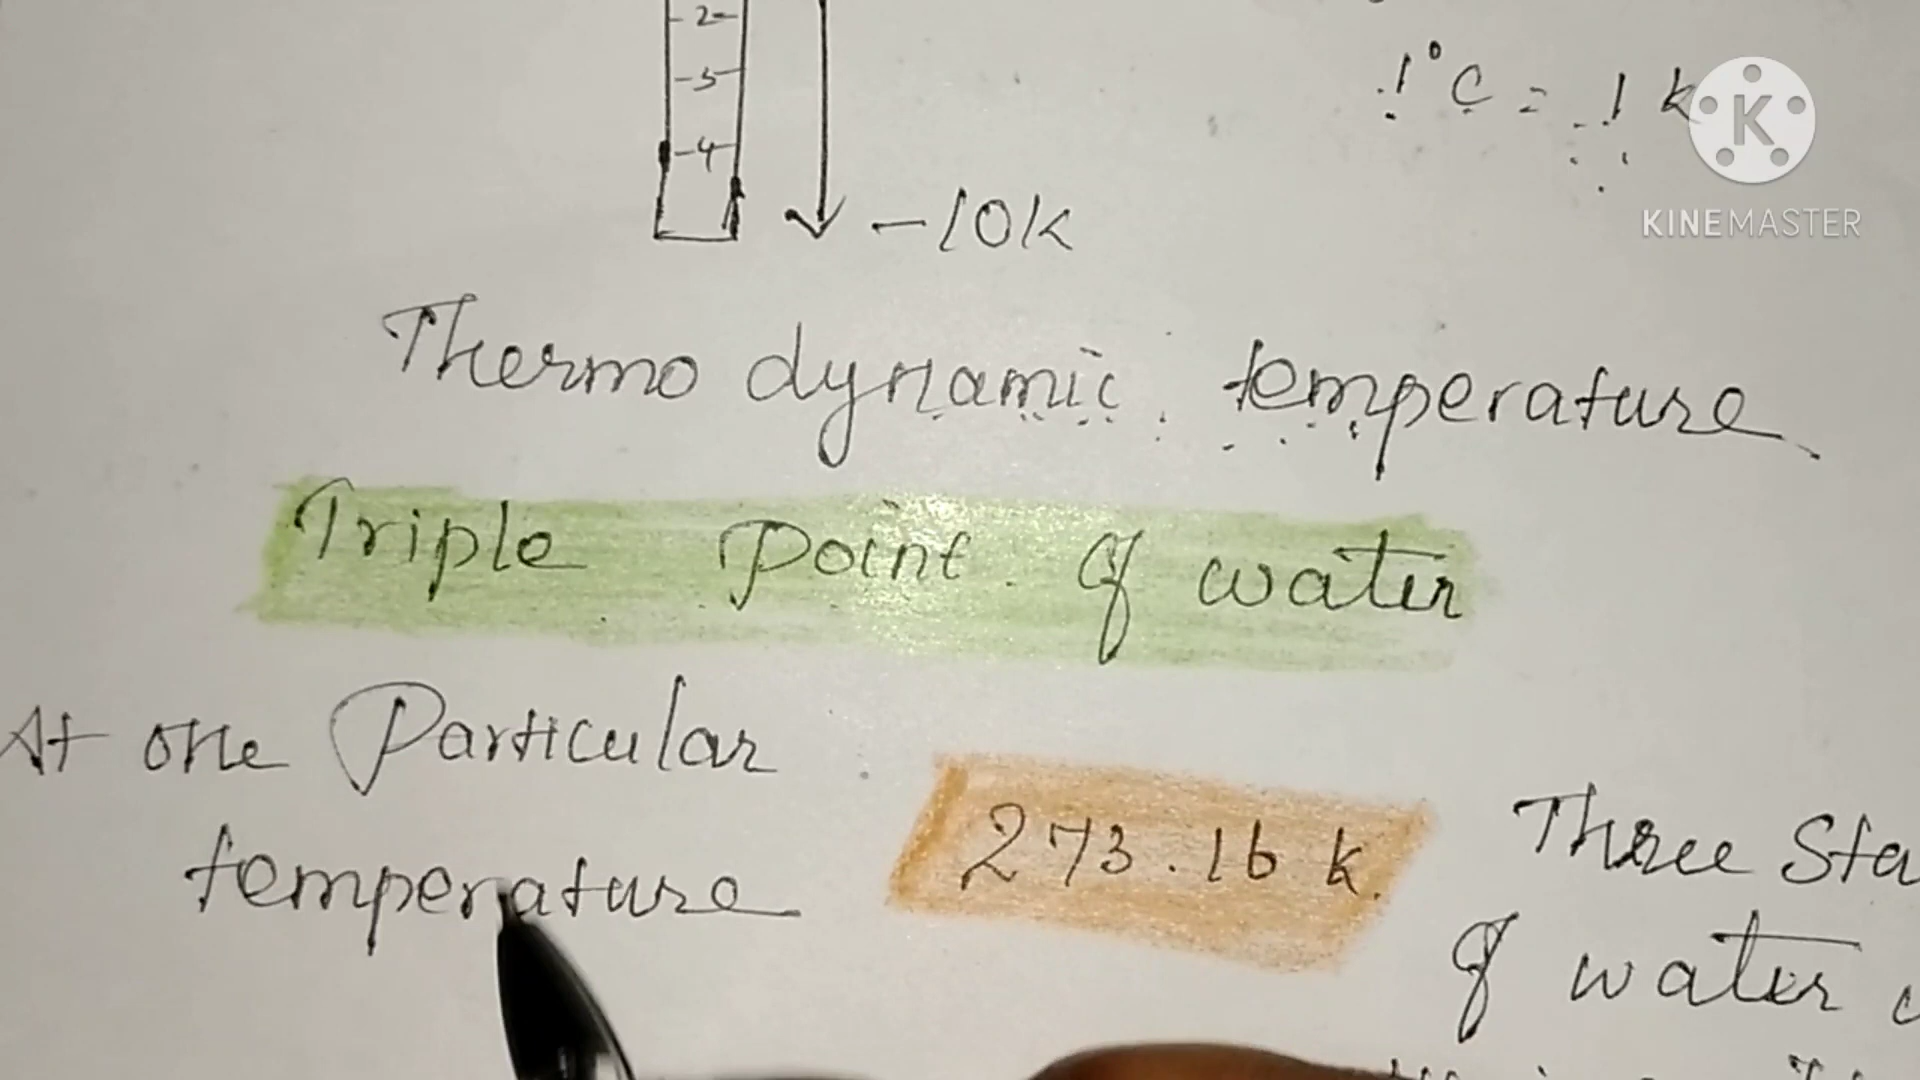 -2-
-3-
-4-
1°C = 1 k
-10K
K
KINEMASTER
Thermo dynamic temperature
Triple Point of water
At one Particular
temperature
273.16 k.
Three Sta
of water